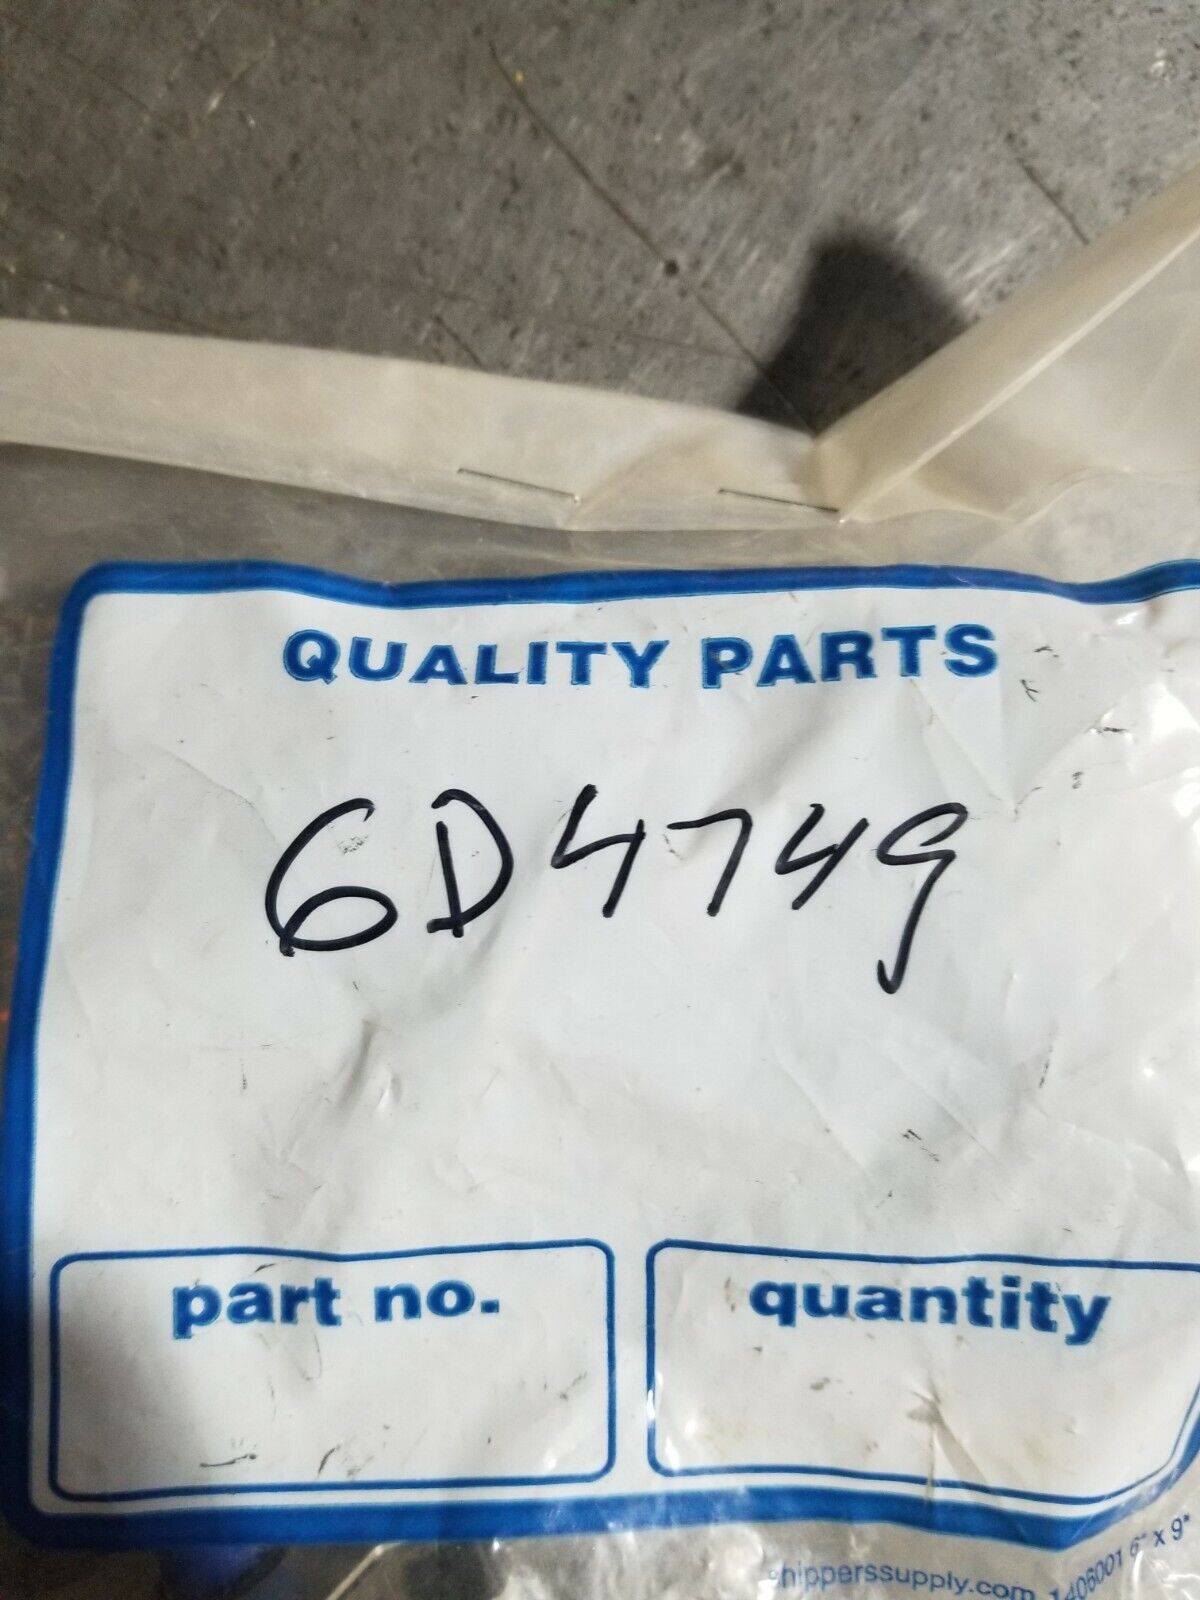 QUALITY PARTS
6D4749
part no.
quantity
shipperssupply.com 1406001 6" x 9"